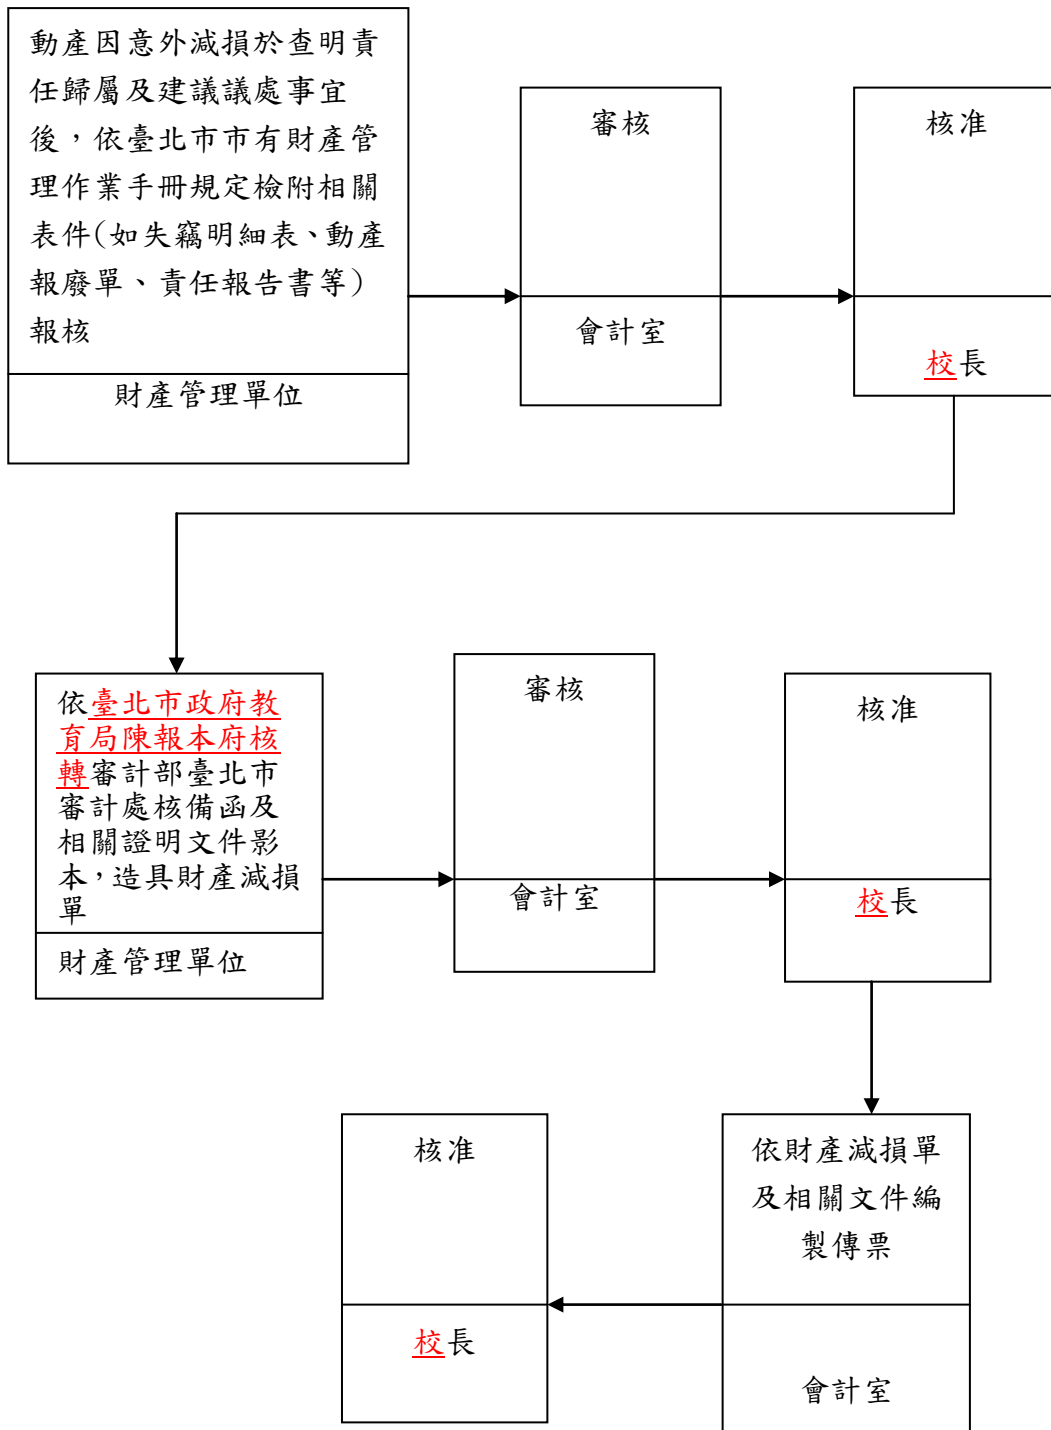 動產因意外減損於查明責
任歸屬及建議議處事宜
後，依臺北市市有財產管
理作業手冊規定檢附相關
表件(如失竊明細表、動產
報廢單、責任報告書等)
報核
財產管理單位
審核
會計室
核准
校長
依臺北市政府教
育局陳報本府核
轉審計部臺北市
審計處核備函及
相關證明文件影
本，造具財產減損
單
財產管理單位
審核
會計室
核准
校長
依財產減損單
及相關文件編
製傳票
會計室
核准
校長